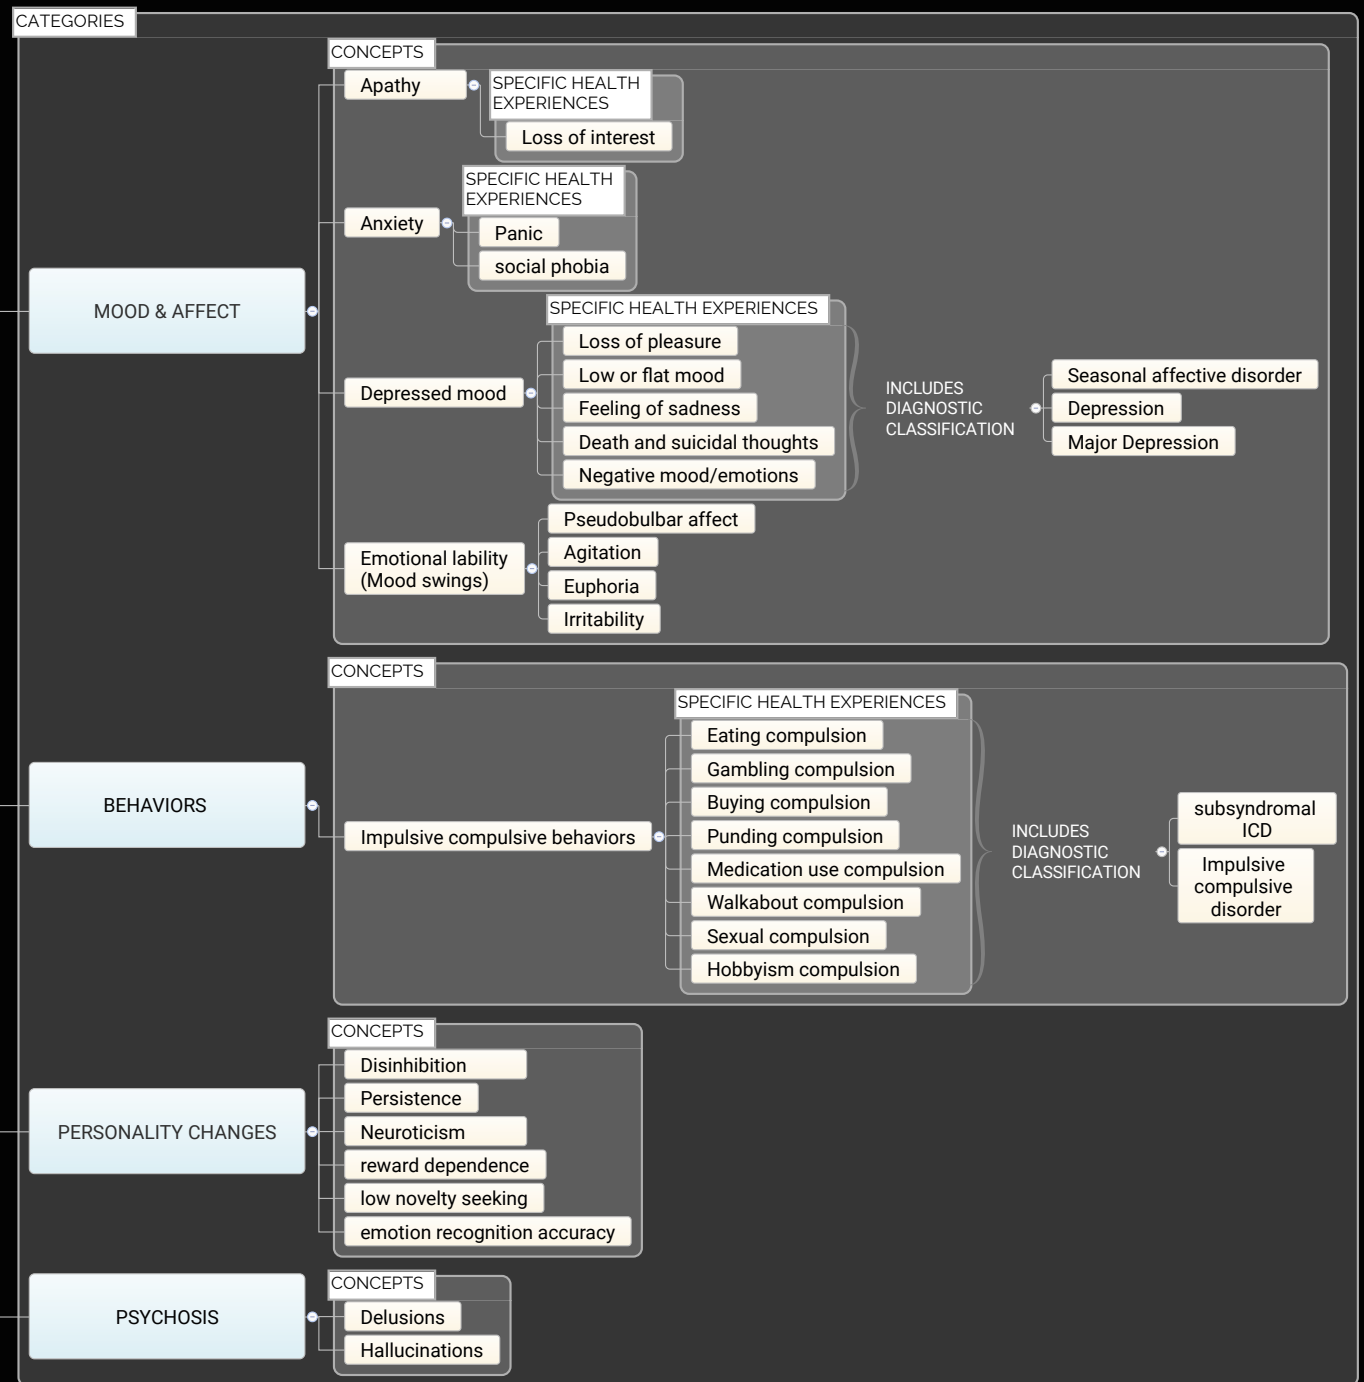 CATEGORIES
CONCEPTS
Apathy
SPECIFIC HEALTH
EXPERIENCES
Loss of interest
SPECIFIC HEALTH
EXPERIENCES
Anxiety
Panic
social phobia
MOOD & AFFECT
SPECIFIC HEALTH EXPERIENCES
Loss of pleasure
Low or flat mood
Depressed mood
Feeling of sadness
Death and suicidal thoughts
Negative mood/emotions
INCLUDES
DIAGNOSTIC
CLASSIFICATION
Seasonal affective disorder
Depression
Major Depression
Emotional lability
(Mood swings)
Pseudobulbar affect
Agitation
Euphoria
Irritability
CONCEPTS
BEHAVIORS
Impulsive compulsive behaviors
SPECIFIC HEALTH EXPERIENCES
Eating compulsion
Gambling compulsion
Buying compulsion
Punding compulsion
Medication use compulsion
Walkabout compulsion
Sexual compulsion
Hobbyism compulsion
INCLUDES
DIAGNOSTIC
CLASSIFICATION
subsyndromal
ICD
Impulsive
compulsive
disorder
CONCEPTS
PERSONALITY CHANGES
Disinhibition
Persistence
Neuroticism
reward dependence
low novelty seeking
emotion recognition accuracy
CONCEPTS
PSYCHOSIS
Delusions
Hallucinations